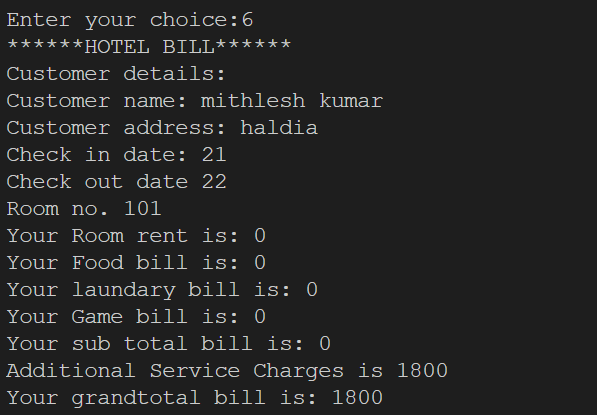 Enter your choice:6
******HOTEL BILL******
Customer details:
Customer name: mithlesh kumar
Customer address: haldia
Check in date: 21
Check out date 22
Room no. 101
Your Room rent is: 0
Your Food bill is: 0
Your laundary bill is: 0
Your Game bill is: 0
Your sub total bill is: 0
Additional Service Charges is 1800
Your grandtotal bill is: 1800